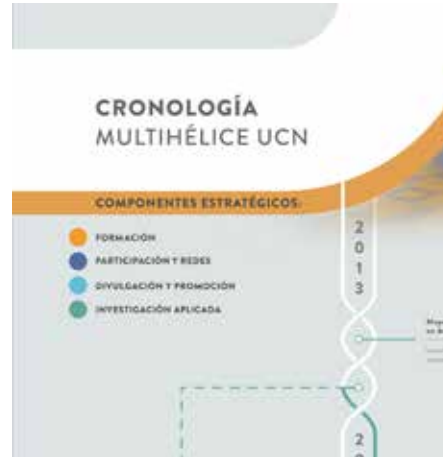 CRONOLOGÍA
MULTIHÉLICE UCN
COMPONENTES ESTRATÉGICOS:
FORMACIÓN
PARTICIPACIÓN Y REDES
DIVULGACIÓN Y PROMOCIÓN
INVESTIGACIÓN APLICADA
2
0
1
3
2